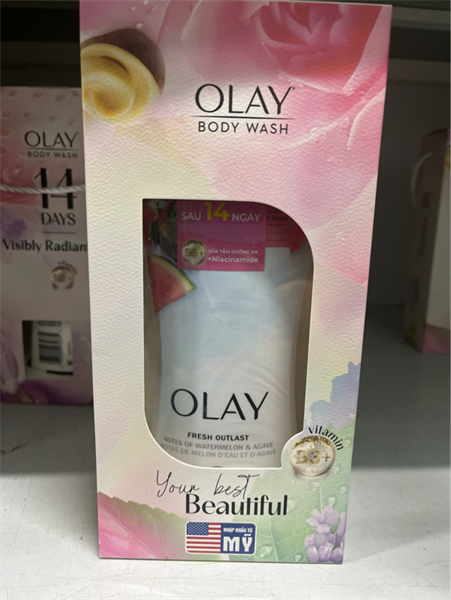 OLAY
BODY WASH
OLAY
BODY WASH
14
DAYS
Visibly Radian
SAU 14 NGÀY
B3+
SỮA TẮM DƯỠNG DA
+Niacinamide
OLAY
FRESH OUTLAST
NOTES OF WATERMELON & AGAVE
NOTES DE MELON D'EAU ET D'AGAVE
Vitamin
B3+
Your best
Beautiful
NHẬP KHẨU TỪ
MỸ